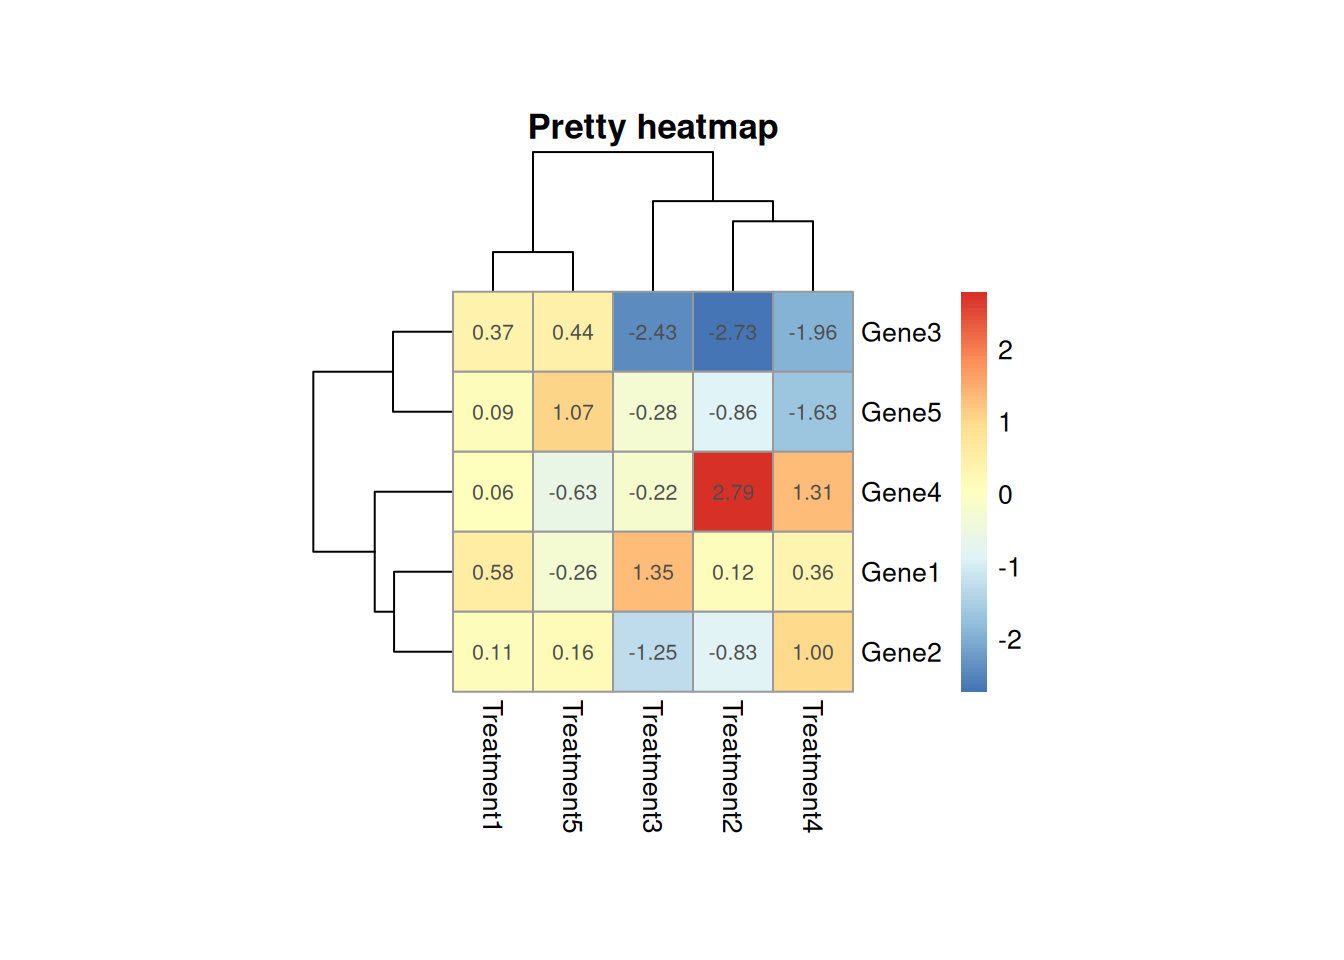 Pretty heatmap
0.37 0.44 -2.43 -2.73 -1.96 Gene3
0.09 1.07 -0.28 -0.86 -1.63 Gene5
0.06 -0.63 -0.22 2.79 1.31 Gene4
0.58 -0.26 1.35 0.12 0.36 Gene1
0.11 0.16 -1.25 -0.83 1.00 Gene2
Treatment1
Treatment5
Treatment3
Treatment2
Treatment4
2
1
0
-1
-2